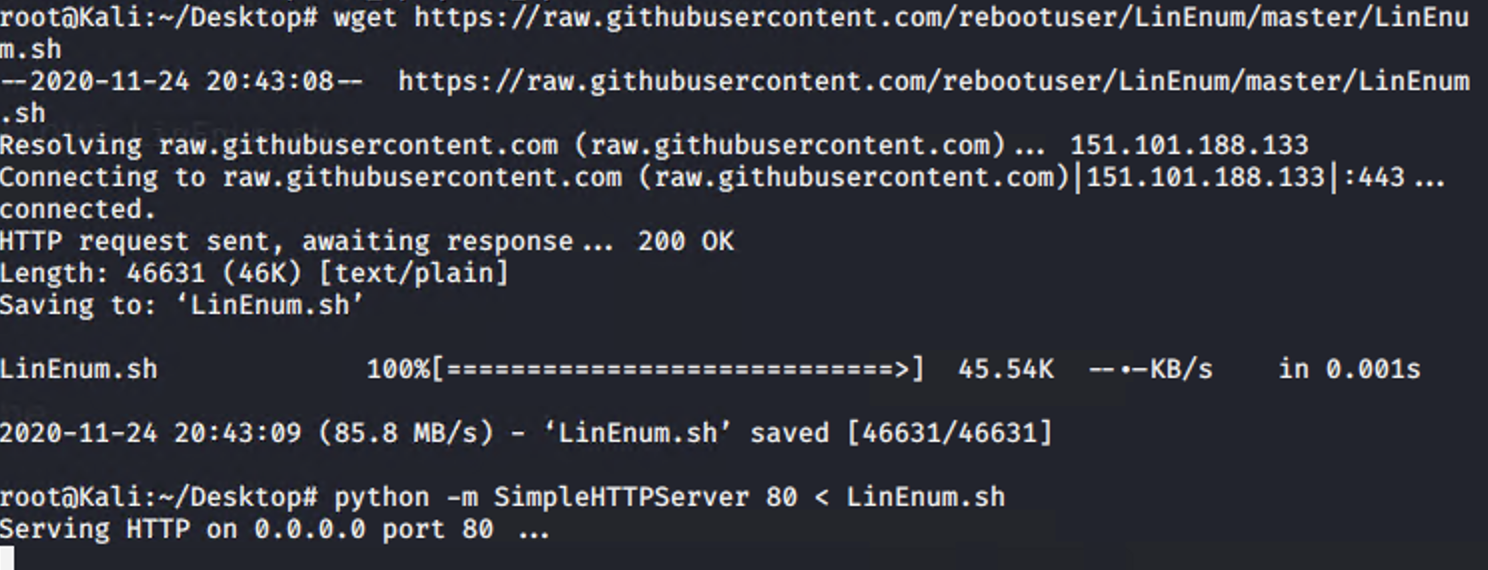 root@Kali:~/Desktop# wget https://raw.githubusercontent.com/rebootuser/LinEnum/master/LinEnu
m.sh
--2020-11-24 20:43:08--  https://raw.githubusercontent.com/rebootuser/LinEnum/master/LinEnum
.sh
Resolving raw.githubusercontent.com (raw.githubusercontent.com)... 151.101.188.133
Connecting to raw.githubusercontent.com (raw.githubusercontent.com)|151.101.188.133|:443...
connected.
HTTP request sent, awaiting response... 200 OK
Length: 46631 (46K) [text/plain]
Saving to: ‘LinEnum.sh’
LinEnum.sh          100%[============================>]  45.54K  --.-KB/s    in 0.001s
2020-11-24 20:43:09 (85.8 MB/s) - ‘LinEnum.sh’ saved [46631/46631]
root@Kali:~/Desktop# python -m SimpleHTTPServer 80 < LinEnum.sh
Serving HTTP on 0.0.0.0 port 80 ...